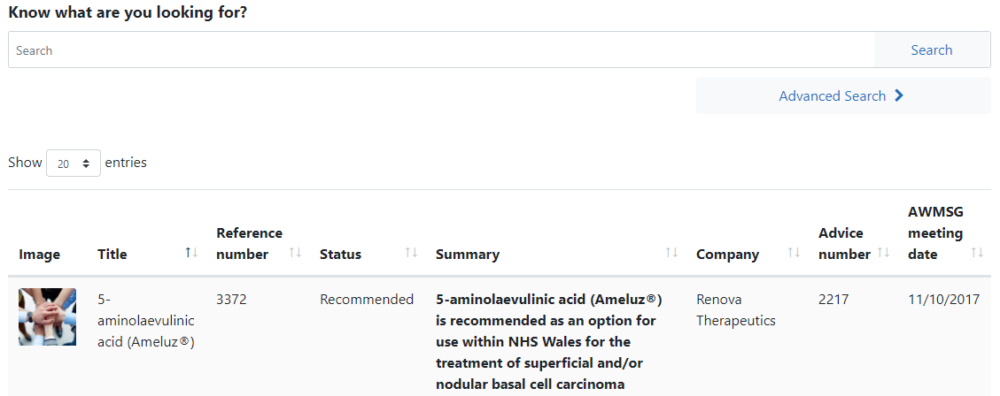 Know what are you looking for?
Search
Search
Advanced Search
Show 20 entries
Image
Title
Reference
number
Status
Summary
Company
Advice
number
AWMSG
meeting
date
5-
aminolaevulinic
acid (Ameluz®)
3372
Recommended
5-aminolaevulinic acid (Ameluz®)
is recommended as an option for
use within NHS Wales for the
treatment of superficial and/or
nodular basal cell carcinoma
Renova
Therapeutics
2217
11/10/2017